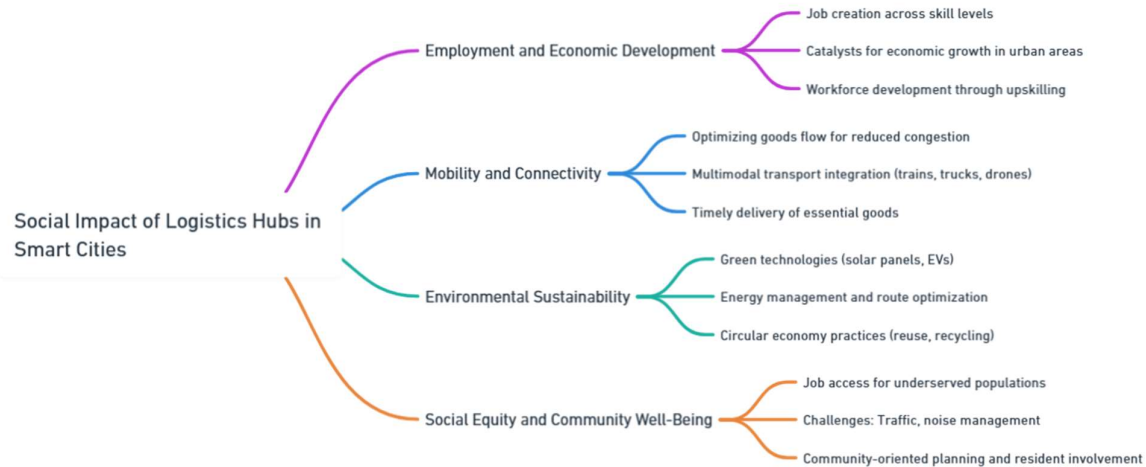 Social Impact of Logistics Hubs in
Smart Cities
Employment and Economic Development
Job creation across skill levels
Catalysts for economic growth in urban areas
Workforce development through upskilling
Mobility and Connectivity
Optimizing goods flow for reduced congestion
Multimodal transport integration (trains, trucks, drones)
Timely delivery of essential goods
Environmental Sustainability
Green technologies (solar panels, EVs)
Energy management and route optimization
Circular economy practices (reuse, recycling)
Social Equity and Community Well-Being
Job access for underserved populations
Challenges: Traffic, noise management
Community-oriented planning and resident involvement